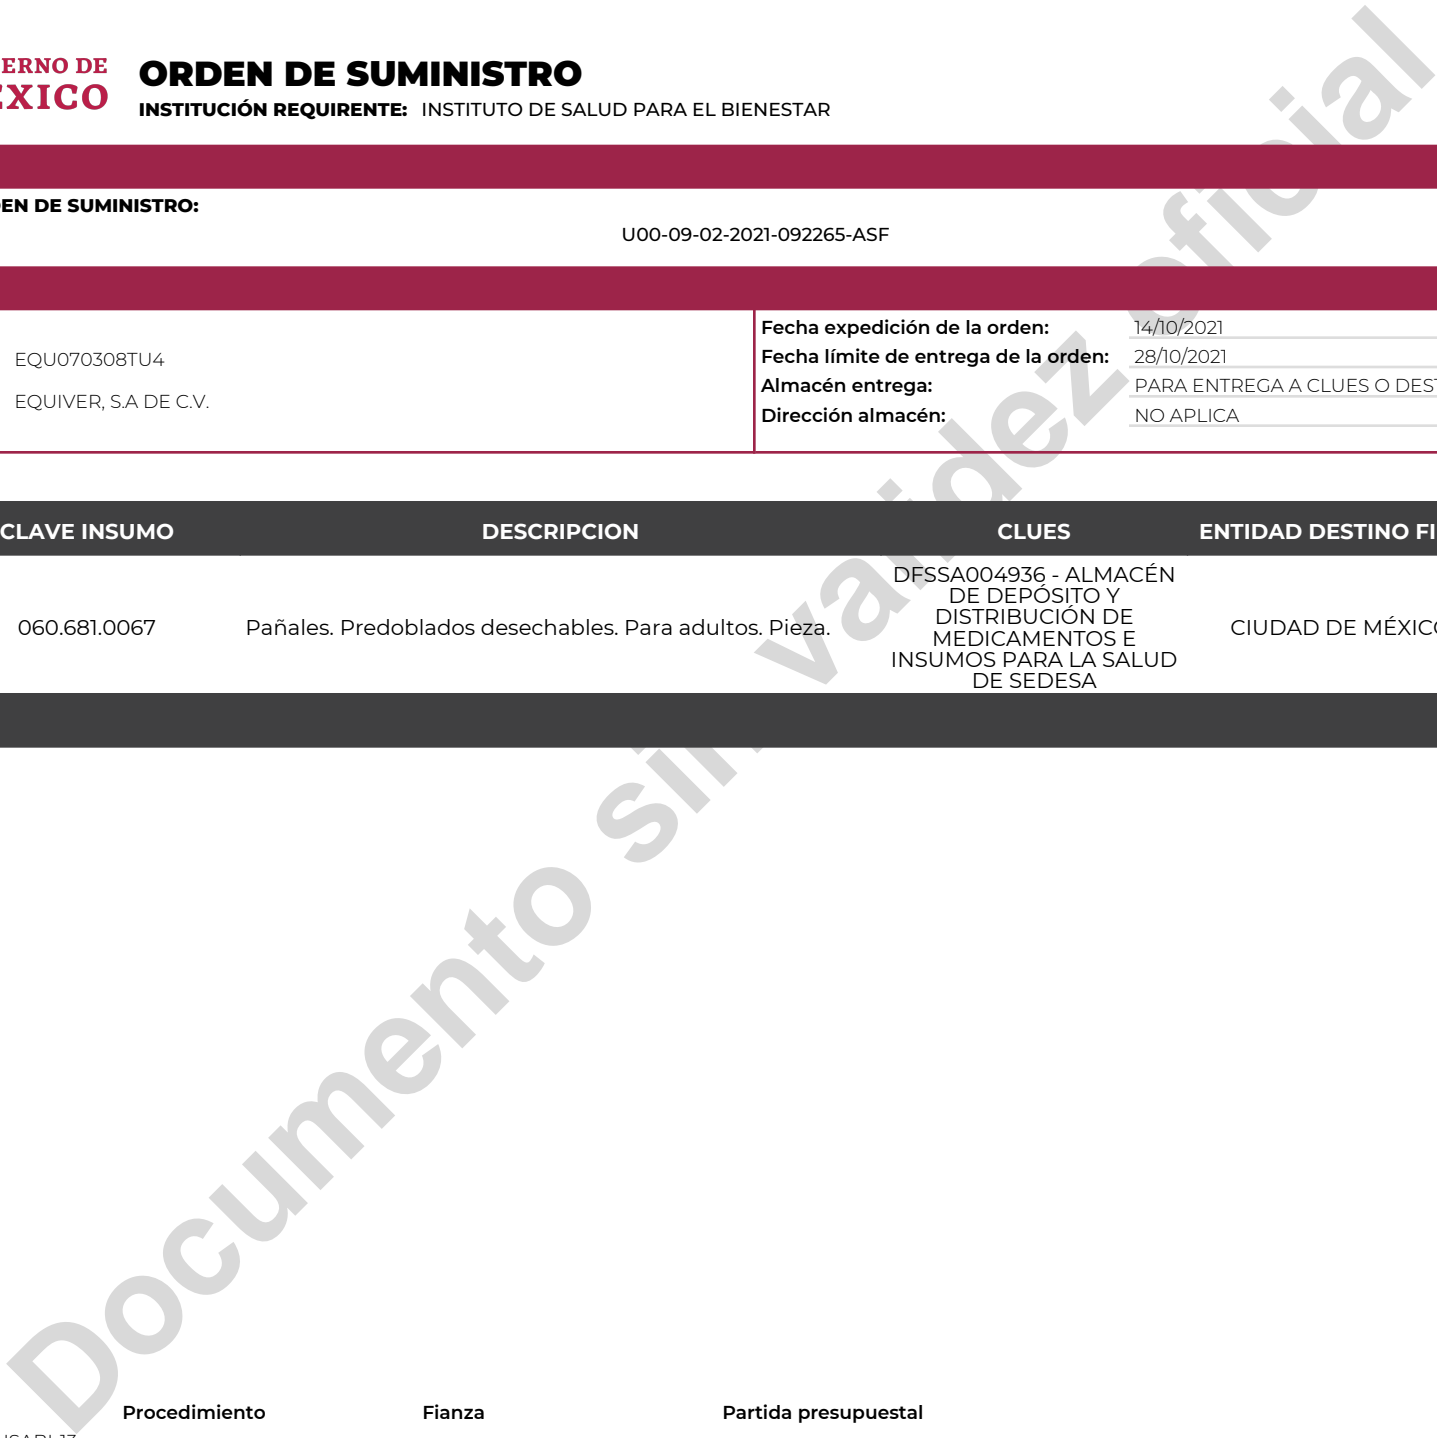 ERNO DE
ÉXICO
ORDEN DE SUMINISTRO
INSTITUCIÓN REQUIRENTE: INSTITUTO DE SALUD PARA EL BIENESTAR
EN DE SUMINISTRO:
U00-09-02-2021-092265-ASF
EQU070308TU4
EQUIVER, S.A DE C.V.
Fecha expedición de la orden: 14/10/2021
Fecha límite de entrega de la orden: 28/10/2021
Almacén entrega: PARA ENTREGA A CLUES O DEST
Dirección almacén: NO APLICA
CLAVE INSUMO DESCRIPCION CLUES ENTIDAD DESTINO FI
060.681.0067 Pañales. Predoblados desechables. Para adultos. Pieza.
DFSSA004936 - ALMACÉN
DE DEPÓSITO Y
DISTRIBUCIÓN DE
MEDICAMENTOS E
INSUMOS PARA LA SALUD
DE SEDESA
CIUDAD DE MÉXICO
Documento sin validez oficial
Procedimiento Fianza Partida presupuestal